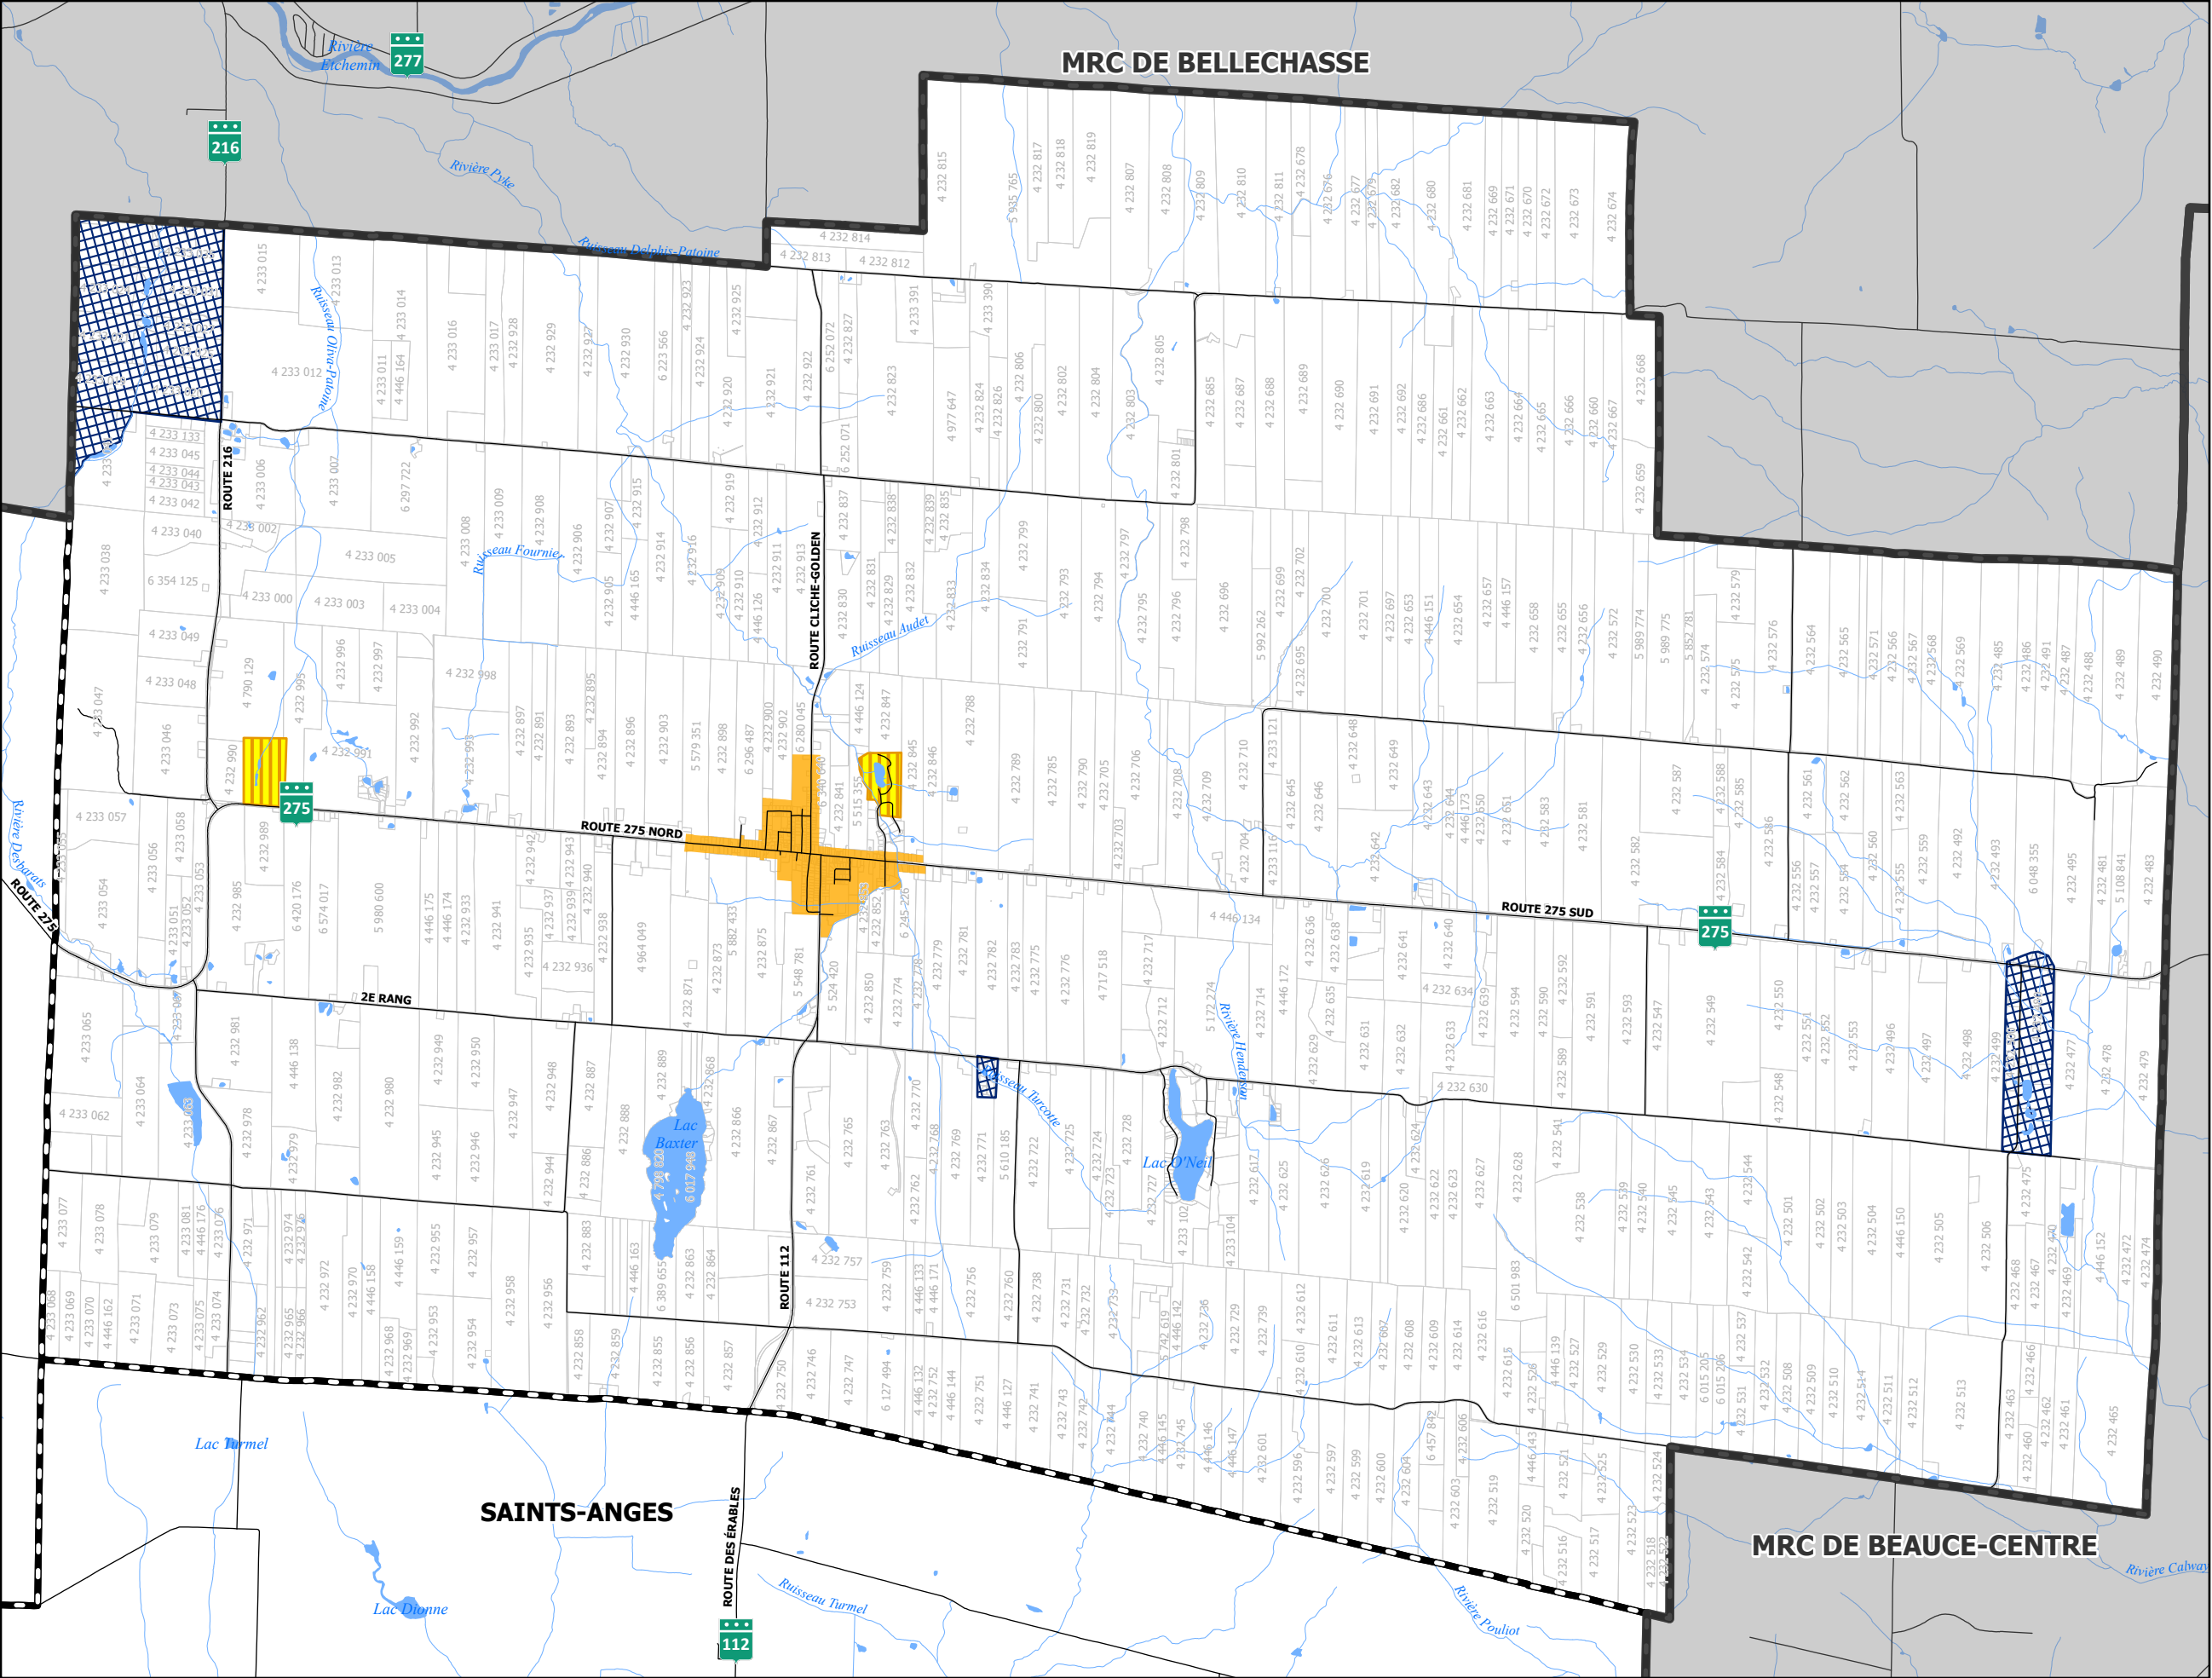 MRC DE BELLECHASSE
Rivière
Etchemin
277
216
Rivière Pyke
Ruisseau Delphis-Patoine
4 232 814
4 232 813
4 232 812
4 232 815
5 935 765
4 232 817
4 232 818
4 232 819
4 232 807
4 232 808
4 232 809
4 232 810
4 232 811
4 232 678
4 232 676
4 232 677
4 232 679
4 232 682
4 232 680
4 232 681
4 232 669
4 232 671
4 232 670
4 232 672
4 232 673
4 232 674
4 233 015
4 233 013
4 233 014
4 233 012
4 233 011
4 446 164
4 233 016
4 233 017
4 232 928
4 232 929
4 232 927
4 232 930
6 223 566
4 232 923
4 232 924
4 232 925
4 232 920
4 232 921
4 232 922
6 252 072
4 232 827
6 252 071
4 232 823
4 233 391
4 233 390
4 977 647
4 232 824
4 232 826
4 232 806
4 232 800
4 232 802
4 232 804
4 232 803
4 232 805
4 232 801
4 232 685
4 232 687
4 232 688
4 232 689
4 232 690
4 232 691
4 232 692
4 232 686
4 232 661
4 232 662
4 232 663
4 232 664
4 232 665
4 232 666
4 232 660
4 232 667
4 232 668
4 232 659
Ruisseau Oliva-Patoine
ROUTE 216
4 233 133
4 233 045
4 233 044
4 233 043
4 233 042
4 233 040
4 233 038
6 354 125
4 233 049
4 233 048
4 233 047
4 233 046
4 233 006
4 233 007
6 297 722
4 233 002
4 233 005
4 233 000
4 233 003
4 233 004
4 233 008
4 233 009
4 232 908
4 232 906
4 232 907
4 232 915
4 232 905
4 446 165
4 232 914
4 232 916
4 232 919
4 232 912
4 232 909
4 232 910
4 446 126
4 232 911
4 232 913
Ruisseau Fournier
ROUTE CLICHE-GOLDEN
Ruisseau Audet
4 232 837
4 232 838
4 232 839
4 232 835
4 232 830
4 232 831
4 232 829
4 232 832
4 232 833
4 232 834
4 232 799
4 232 791
4 232 793
4 232 794
4 232 797
4 232 795
4 232 798
4 232 796
4 232 696
5 992 262
4 232 699
4 232 702
4 232 695
4 232 700
4 232 701
4 232 697
4 232 653
4 446 151
4 232 654
4 232 657
4 446 157
4 232 658
4 232 655
4 232 656
4 232 572
5 989 774
5 989 775
5 852 781
4 232 574
4 232 579
4 232 575
4 232 576
4 232 564
4 232 565
4 232 571
4 232 566
4 232 567
4 232 568
4 232 569
4 232 485
4 232 486
4 232 491
4 232 487
4 232 488
4 232 489
4 232 490
4 790 129
4 232 990
4 232 995
4 232 996
4 232 997
4 232 991
4 232 992
4 232 998
4 232 993
4 232 897
4 232 891
4 232 893
4 232 895
4 232 894
4 232 896
4 232 903
5 579 351
4 232 898
6 296 487
4 232 900
4 232 902
6 280 045
6 340 640
4 232 841
5 515 355
4 446 124
4 232 847
4 232 845
4 232 846
4 232 788
4 232 789
4 232 785
4 232 790
4 232 705
4 232 706
4 232 703
4 232 708
4 232 709
4 232 710
4 232 704
4 233 121
4 233 116
4 232 645
4 232 646
4 232 648
4 232 649
4 232 642
4 232 643
4 232 644
4 446 173
4 232 650
4 232 651
4 232 583
4 232 581
4 232 582
4 232 587
4 232 588
4 232 585
4 232 584
4 232 586
4 232 561
4 232 562
4 232 563
4 232 556
4 232 557
4 232 554
4 232 560
4 232 555
4 232 559
4 232 492
4 232 493
6 048 355
4 232 495
4 232 481
5 108 841
4 232 483
275
ROUTE 275 NORD
ROUTE 275 SUD
275
Rivière Desbarats
ROUTE 275
4 233 057
4 233 054
4 233 056
4 233 058
4 233 051
4 233 052
4 233 053
4 232 989
4 232 985
6 420 176
6 574 017
5 980 600
4 446 175
4 446 174
4 232 933
4 232 941
4 232 942
4 232 935
4 232 937
4 232 943
4 232 939
4 232 940
4 232 938
4 232 936
4 964 049
4 232 871
4 232 873
5 882 433
4 232 875
5 548 781
5 524 420
4 232 852
6 245 226
4 232 850
4 232 774
4 232 778
4 232 779
4 232 781
4 232 782
4 232 783
4 232 775
4 232 776
4 717 518
4 232 717
4 232 712
4 446 134
5 172 274
4 232 714
4 446 172
4 232 636
4 232 638
4 232 635
4 232 629
4 232 631
4 232 641
4 232 632
4 232 640
4 232 634
4 232 633
4 232 639
4 232 630
4 232 594
4 232 590
4 232 592
4 232 589
4 232 591
4 232 593
4 232 547
4 232 549
4 232 550
4 232 548
4 232 551
4 232 552
4 232 553
4 232 496
4 232 497
4 232 498
4 232 499
4 232 477
4 232 478
4 232 479
2E RANG
4 233 065
4 233 064
4 233 062
4 233 063
4 232 981
4 232 978
4 446 138
4 232 979
4 232 982
4 232 980
4 232 949
4 232 950
4 232 945
4 232 946
4 232 947
4 232 948
4 232 944
4 232 887
4 232 886
4 232 888
4 232 889
4 232 868
4 232 866
4 232 867
Lac
Baxter
6 017 948
4 232 761
4 232 765
4 232 763
4 232 770
4 232 762
4 232 768
4 232 769
4 232 771
5 610 185
Ruisseau Turcotte
4 232 722
4 232 725
4 232 724
4 232 723
4 232 728
4 232 727
Lac O'Neil
Rivière Henderson
4 232 617
4 232 625
4 232 626
4 232 619
4 232 620
4 232 624
4 232 622
4 232 623
4 232 627
4 232 628
4 232 541
4 232 538
4 232 539
4 232 540
4 232 545
4 232 543
4 232 544
4 232 542
4 232 501
4 232 502
4 232 503
4 232 504
4 446 150
4 232 505
4 232 506
4 232 475
4 232 468
4 232 467
4 232 470
4 232 469
4 446 152
4 232 472
4 232 474
4 233 077
4 233 078
4 233 079
4 233 081
4 446 176
4 233 076
4 232 971
4 232 974
4 232 976
4 232 972
4 232 970
4 446 158
4 446 159
4 232 955
4 232 957
4 232 958
4 232 956
4 232 883
4 446 163
6 389 655
4 232 863
4 232 864
ROUTE 112
4 232 757
4 232 753
4 232 759
4 446 133
4 446 171
4 232 756
4 232 760
4 232 738
4 232 731
4 232 732
4 232 733
4 233 102
4 233 104
5 742 619
4 446 142
4 232 736
4 232 729
4 232 739
4 232 612
4 232 610
4 232 611
4 232 613
4 232 607
4 232 608
4 232 609
4 232 614
4 232 616
4 232 615
6 501 983
4 232 528
4 446 139
4 232 527
4 232 529
4 232 530
4 232 533
4 232 534
6 015 205
6 015 206
4 232 537
4 232 531
4 232 532
4 232 508
4 232 509
4 232 510
4 232 514
4 232 511
4 232 512
4 232 513
4 232 463
4 232 466
4 232 460
4 232 462
4 232 461
4 232 465
4 233 068
4 233 069
4 233 070
4 446 162
4 233 071
4 233 073
4 233 075
4 233 074
4 232 962
4 232 965
4 232 966
4 232 968
4 232 969
4 232 953
4 232 954
4 232 858
4 232 859
4 232 855
4 232 856
4 232 857
4 232 750
4 232 746
4 232 747
6 127 494
4 446 132
4 232 752
4 446 144
4 232 751
4 446 127
4 232 741
4 232 743
4 232 742
4 232 744
4 232 740
4 446 145
4 232 745
4 446 146
4 446 147
4 232 601
4 232 596
4 232 597
4 232 599
4 232 600
4 232 604
6 457 842
4 232 606
4 232 603
4 232 519
4 446 143
4 232 520
4 232 521
4 232 516
4 232 525
4 232 517
4 232 523
4 232 524
4 232 518
Lac Turmel
SAINTS-ANGES
ROUTE DES ÉRABLES
Lac Dionne
Ruisseau Turmel
112
Rivière Pouliot
MRC DE BEAUCE-CENTRE
Rivière Calway